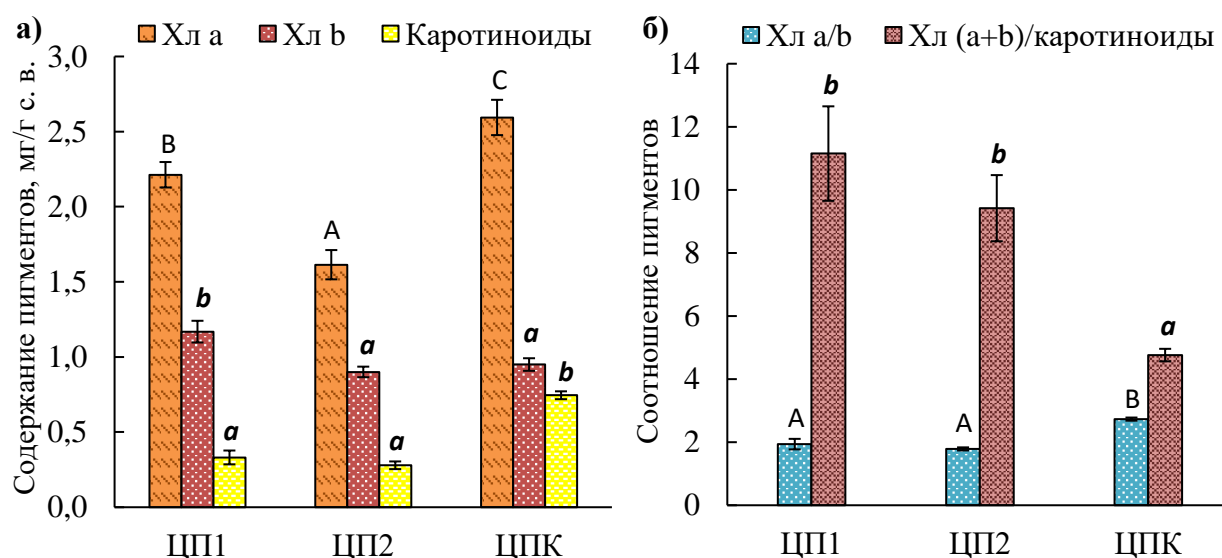 а)
Хл a
Хл b
Каротиноиды
Содержание пигментов, мг/г с. в.
3,0
2,5
2,0
1,5
1,0
0,5
0,0
B
b
a
A
a
a
C
a
b
ЦП1
ЦП2
ЦПК
б)
Хл a/b
Хл (a+b)/каротиноиды
Соотношение пигментов
14
12
10
8
6
4
2
0
A
b
A
b
B
a
ЦП1
ЦП2
ЦПК